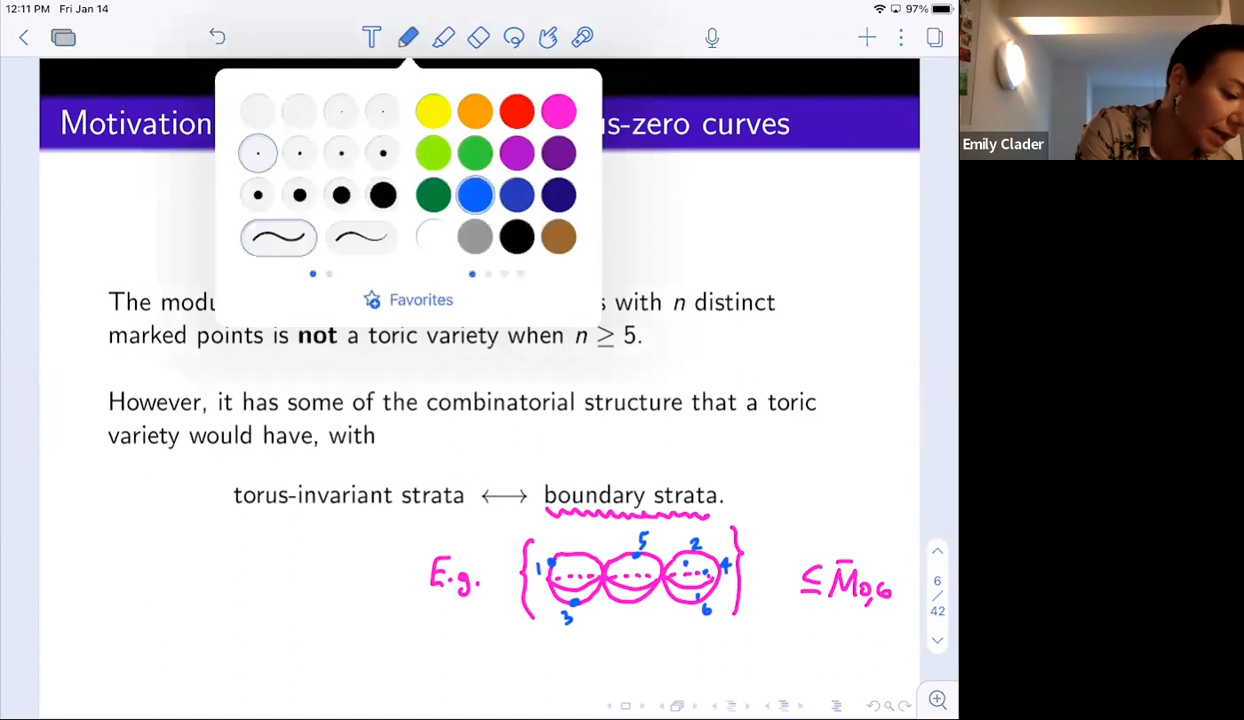 12:11 PM Fri Jan 14
97%
Emily Clader
Motivation
us-zero curves
Favorites
The modu
s with n distinct
marked points is not a toric variety when n ≥ 5.
However, it has some of the combinatorial structure that a toric
variety would have, with
torus-invariant strata ⟷ boundary strata.
E.g. { 1 3 5 2 4 6 } ⊆ M̄0,6
6
/
42